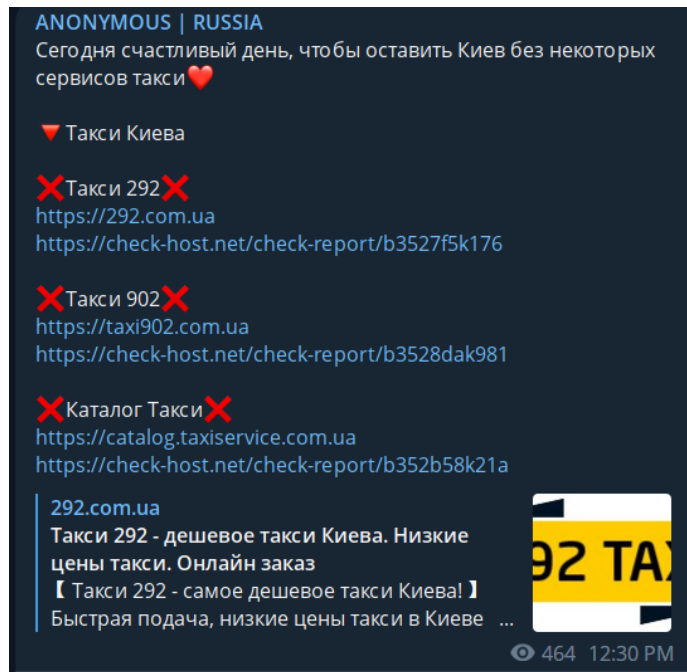 ANONYMOUS | RUSSIA
Сегодня счастливый день, чтобы оставить Киев без некоторых
сервисов такси❤️
🔻Такси Киева
❌Такси 292❌
https://292.com.ua
https://check-host.net/check-report/b3527f5k176
❌Такси 902❌
https://taxi902.com.ua
https://check-host.net/check-report/b3528dak981
❌Каталог Такси❌
https://catalog.taxiservice.com.ua
https://check-host.net/check-report/b352b58k21a
292.com.ua
Такси 292 - дешевое такси Киева. Низкие
цены такси. Онлайн заказ
【 Такси 292 - самое дешевое такси Киева! 】
Быстрая подача, низкие цены такси в Киеве ...
92 TA
464 12:30 PM